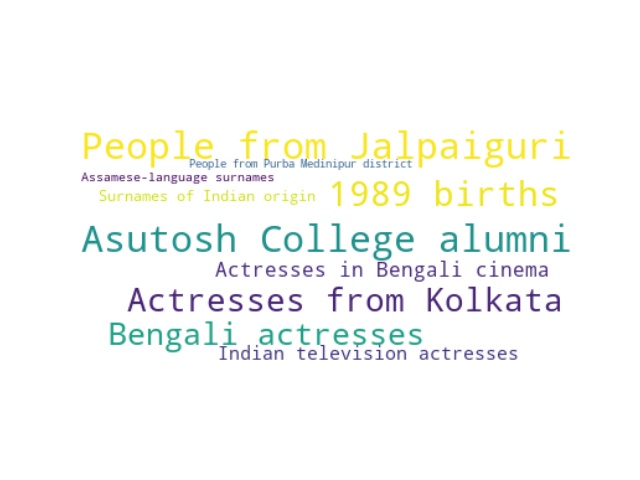 People from Jalpaiguri
People from Purba Medinipur district
Assamese-language surnames
Surnames of Indian origin
1989 births
Asutosh College alumni
Actresses in Bengali cinema
Actresses from Kolkata
Bengali actresses
Indian television actresses